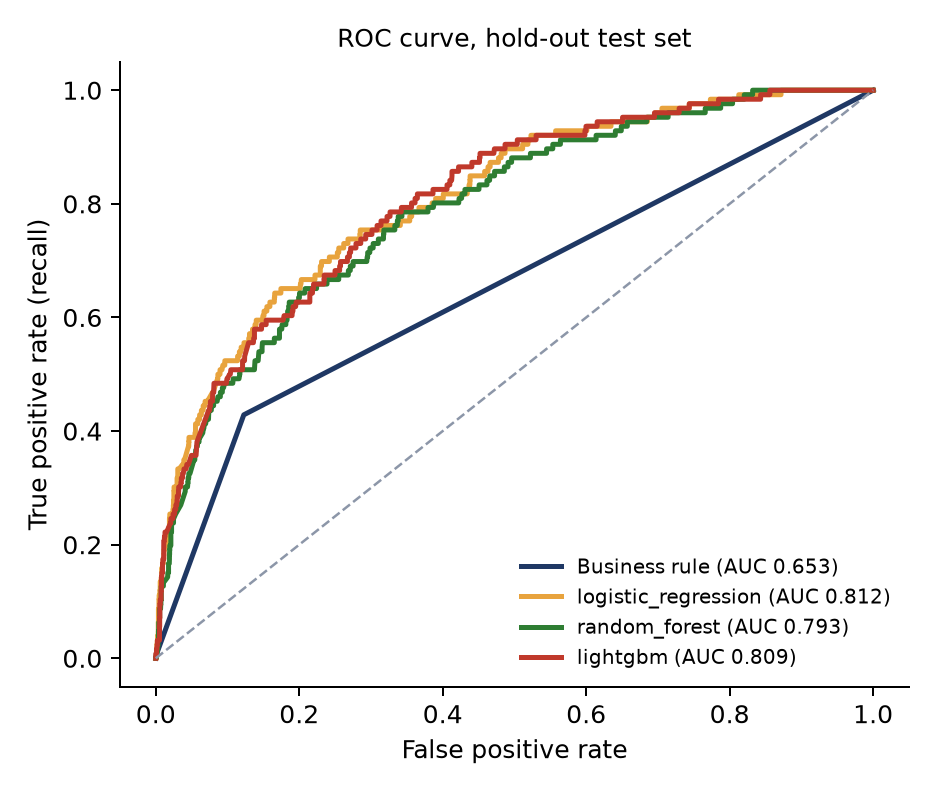 ROC curve, hold-out test set
True positive rate (recall)
1.0
0.8
0.6
0.4
0.2
0.0
Business rule (AUC 0.653)
logistic_regression (AUC 0.812)
random_forest (AUC 0.793)
lightgbm (AUC 0.809)
0.0 0.2 0.4 0.6 0.8 1.0
False positive rate